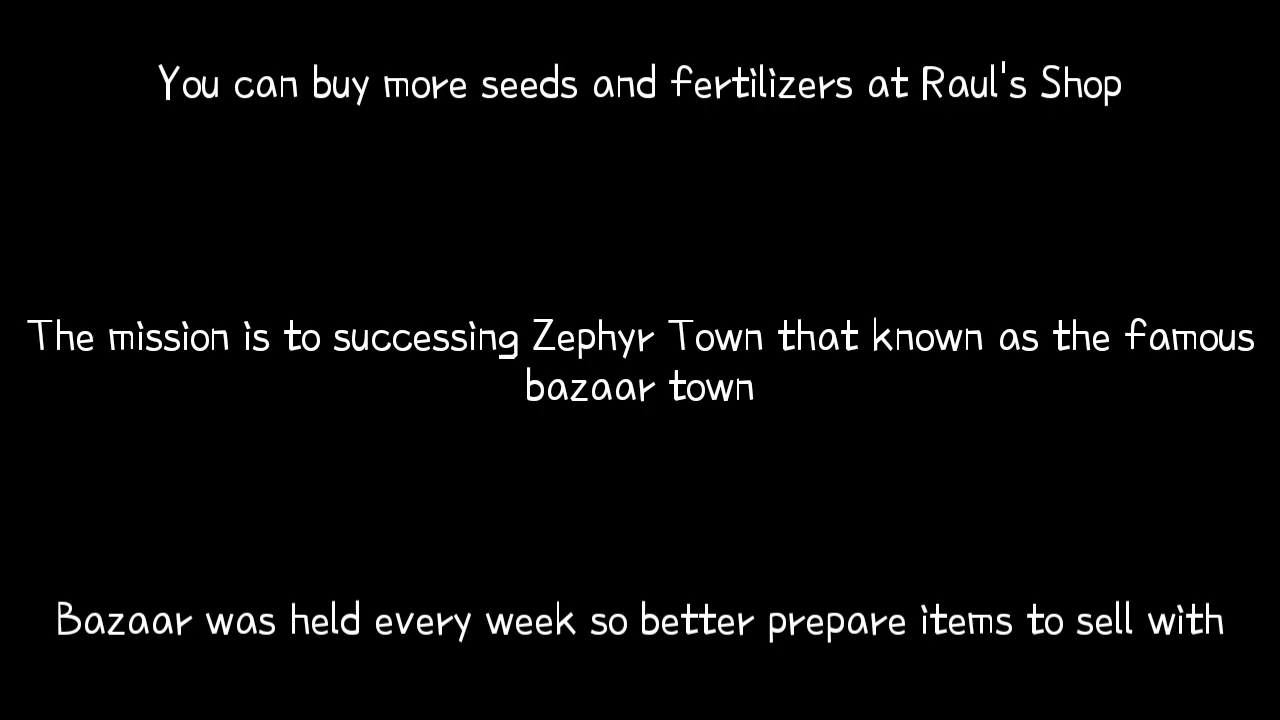 You can buy more seeds and fertilizers at Raul's Shop
The mission is to successing Zephyr Town that known as the famous
bazaar town
Bazaar was held every week so better prepare items to sell with